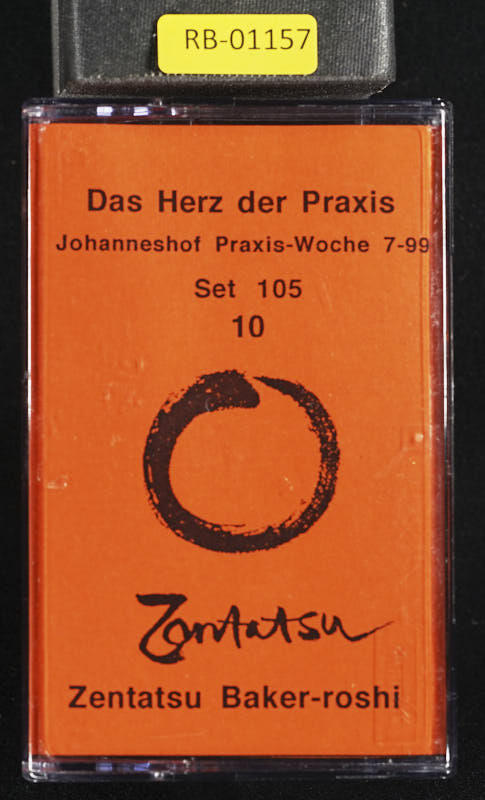 RB-01157
Das Herz der Praxis
Johanneshof Praxis-Woche 7-99
Set 105
10
Zentatsu
Zentatsu Baker-roshi